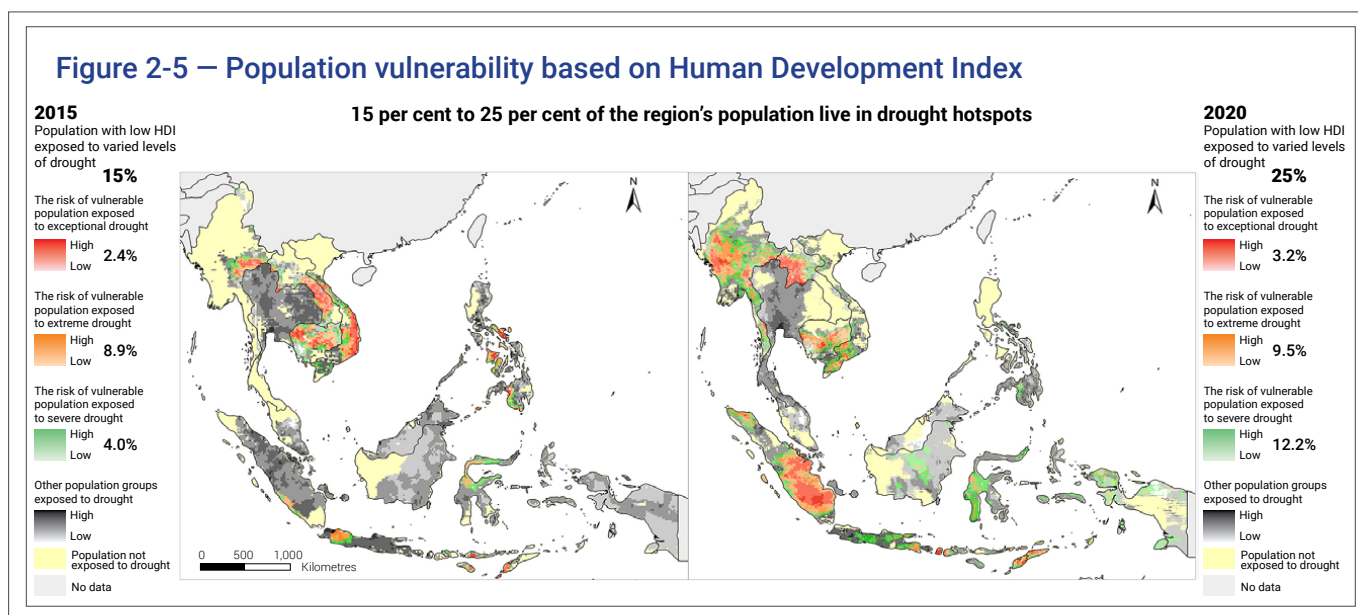 Figure 2-5 — Population vulnerability based on Human Development Index
15 per cent to 25 per cent of the region's population live in drought hotspots
2015
Population with low HDI
exposed to varied levels
of drought
15%
The risk of vulnerable
population exposed
to exceptional drought
High
Low
2.4%
The risk of vulnerable
population exposed
to extreme drought
High
Low
8.9%
The risk of vulnerable
population exposed
to severe drought
High
Low
4.0%
Other population groups
exposed to drought
High
Low
Population not
exposed to drought
No data
N
0 500 1,000
Kilometres
N
2020
Population with low HDI
exposed to varied levels
of drought
25%
The risk of vulnerable
population exposed
to exceptional drought
High
Low
3.2%
The risk of vulnerable
population exposed
to extreme drought
High
Low
9.5%
The risk of vulnerable
population exposed
to severe drought
High
Low
12.2%
Other population groups
exposed to drought
High
Low
Population not
exposed to drought
No data